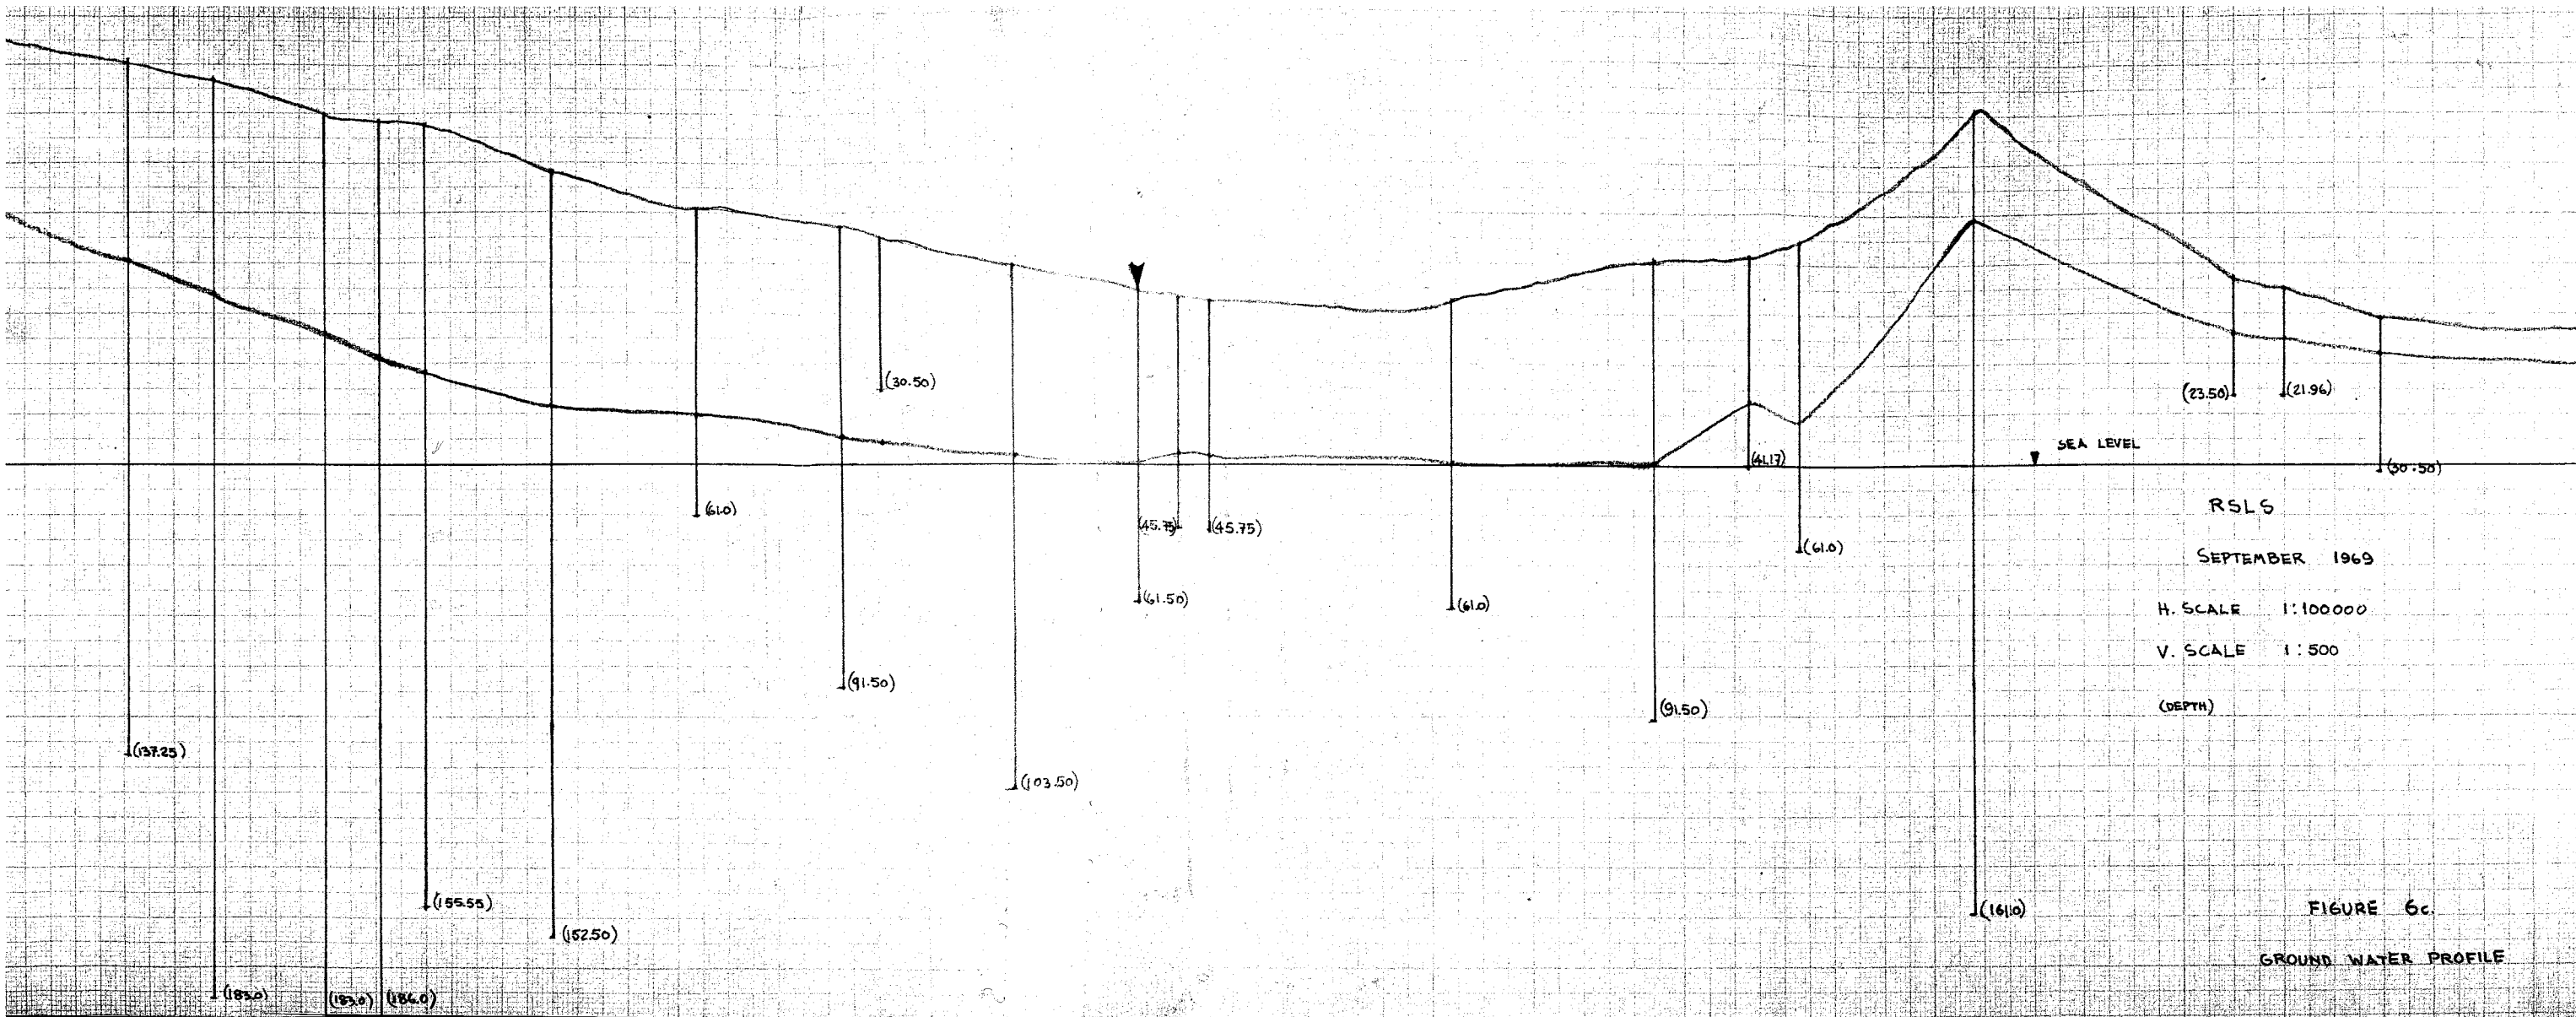 (30.50)
(23.50)
(21.96)
SEA LEVEL
(41.17)
(30.50)
(61.0)
RSLS
(45.75)
(45.75)
(61.0)
SEPTEMBER 1969
(61.50)
(61.0)
H. SCALE 1:100000
V. SCALE 1:500
(91.50)
(91.50)
(DEPTH)
(137.25)
(103.50)
(155.55)
(161.0)
FIGURE 6c.
(152.50)
GROUND WATER PROFILE
(183.0)
(183.0)
(186.0)